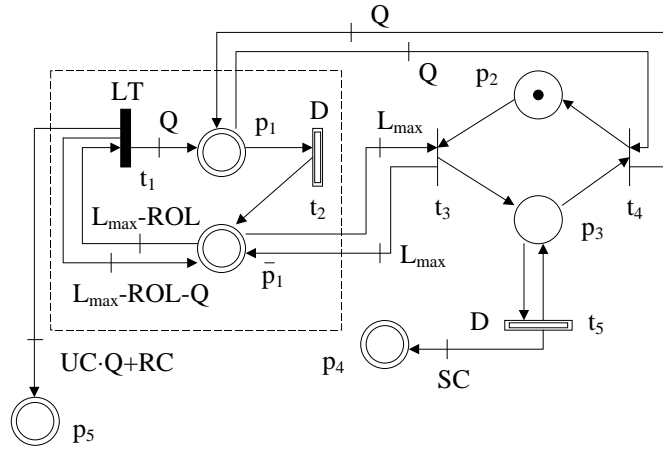 Q
Q
p2
LT
Q
p1
D
Lmax
t1
t2
t3
t4
Lmax-ROL
p3
p̅1
Lmax
Lmax-ROL-Q
D
t5
UC·Q+RC
p4
SC
p5